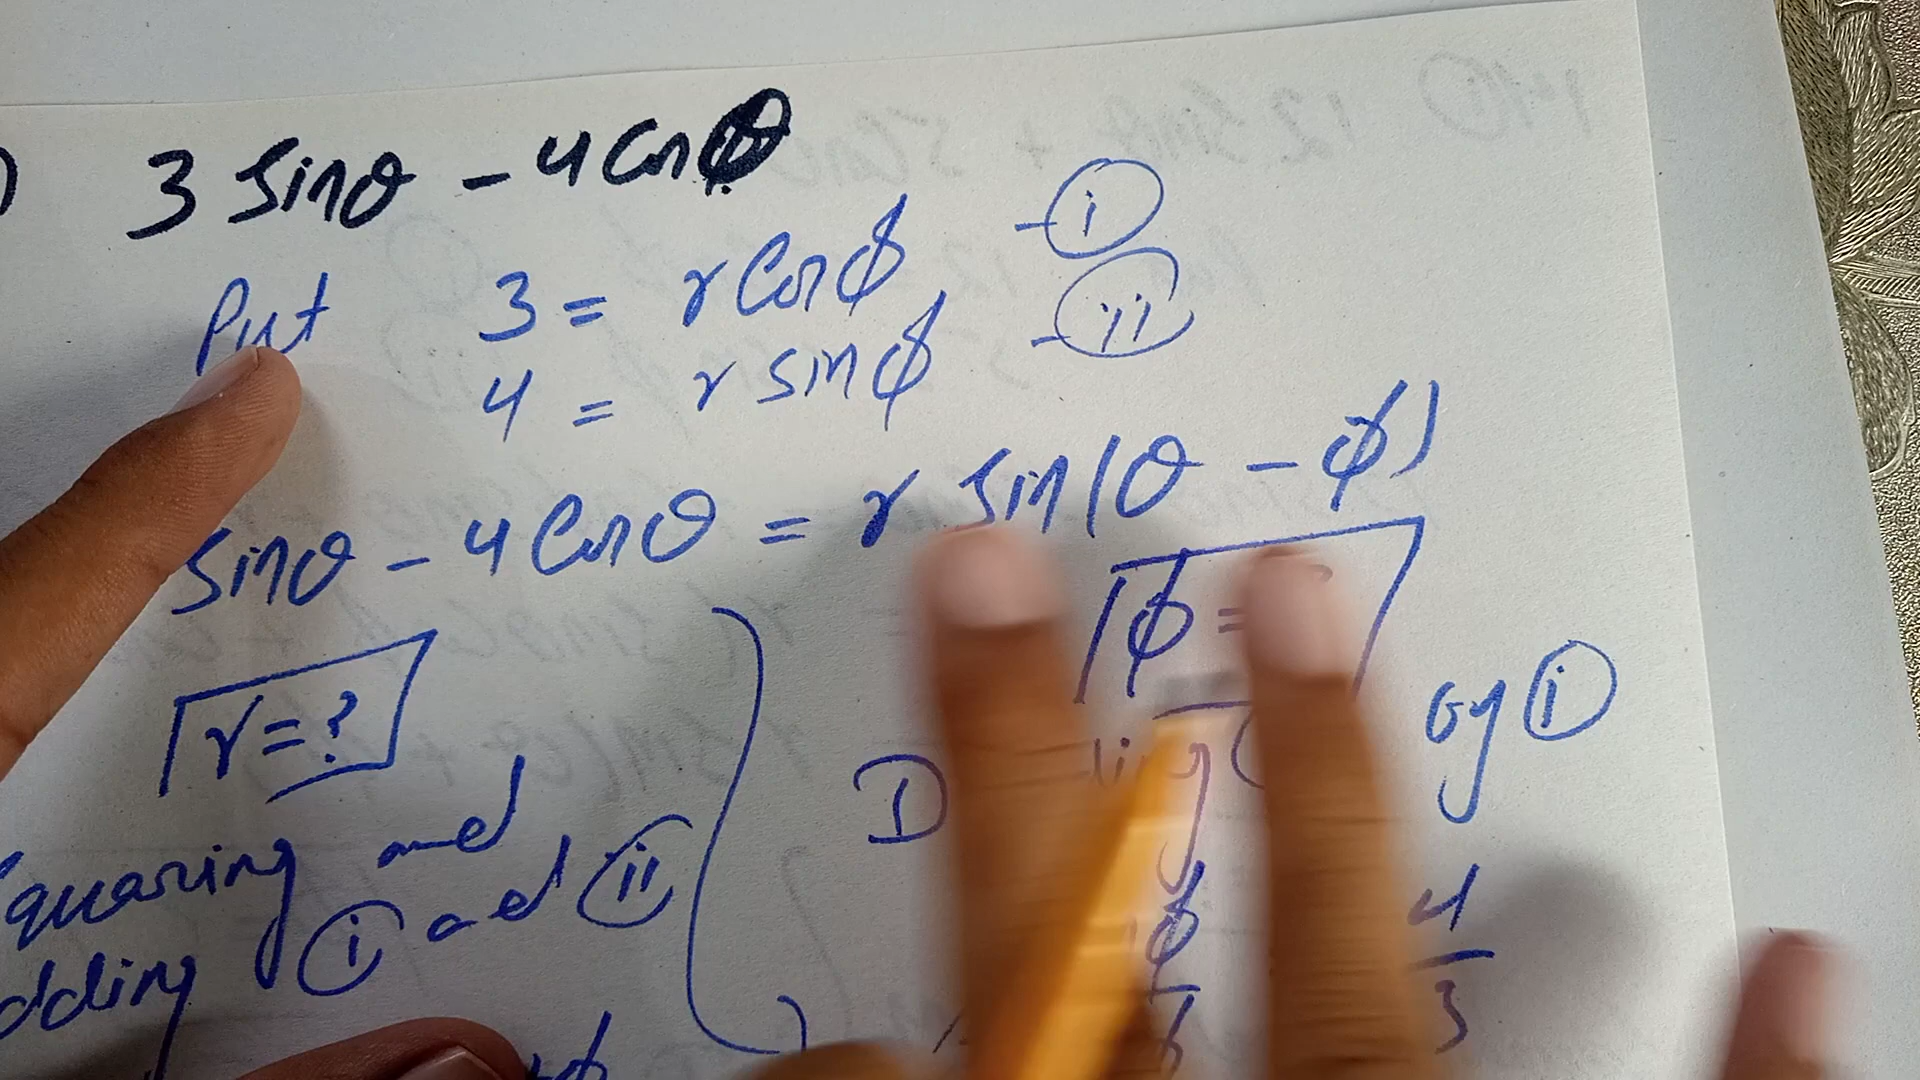 3 sinθ - 4 Cosθ
Put 3 = r Cosϕ - i
4 = r sinϕ - ii
sinθ - 4 Cosθ = r sin(θ - ϕ)
r = ?
ϕ =
by i
quaring and
dding i and ii
ϕ 4
3